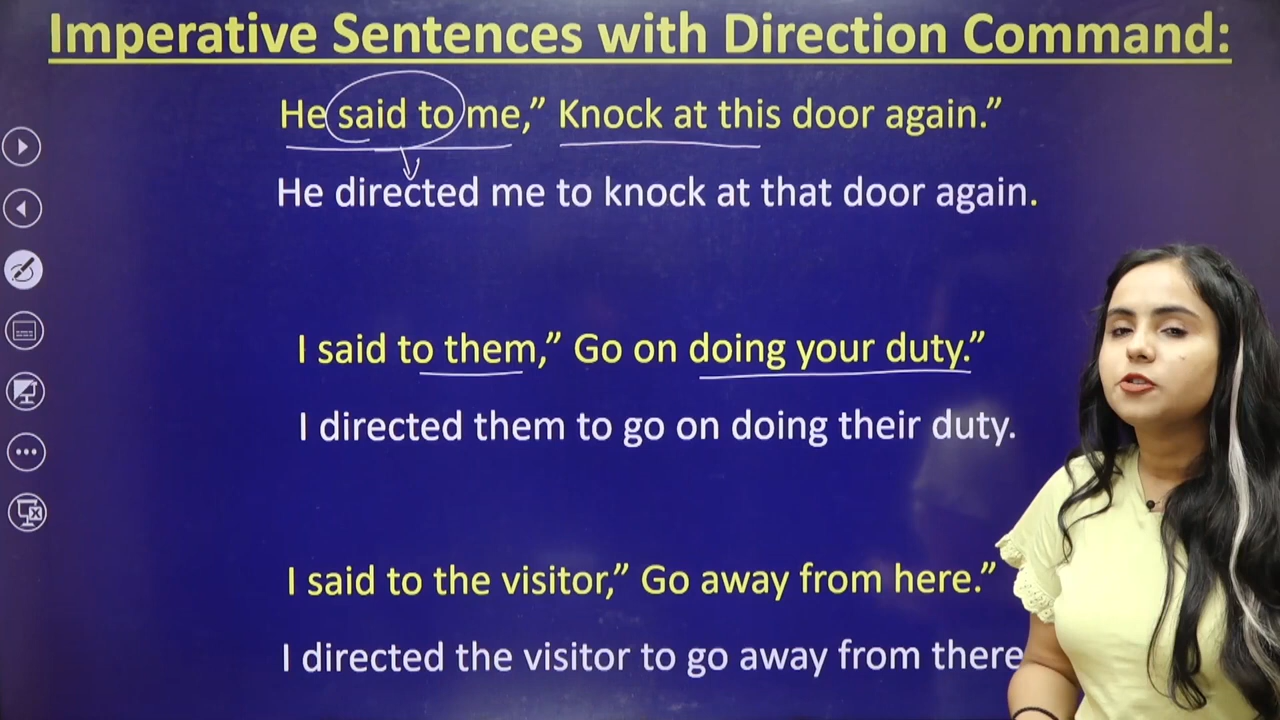 Imperative Sentences with Direction Command:
He said to me,” Knock at this door again.”
He directed me to knock at that door again.
I said to them,” Go on doing your duty.”
I directed them to go on doing their duty.
I said to the visitor,” Go away from here.”
I directed the visitor to go away from there